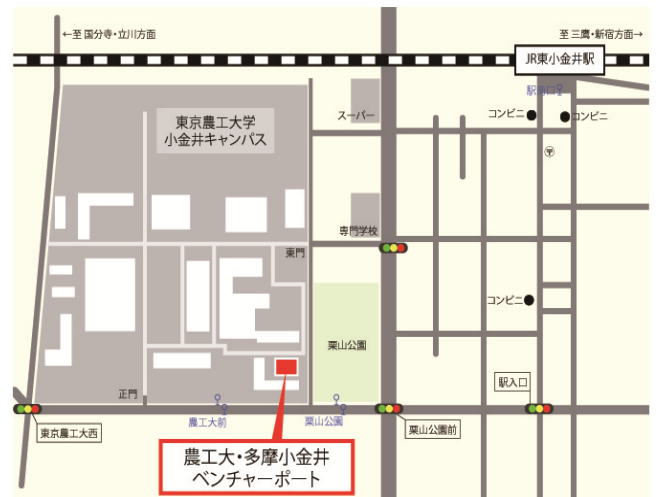 ←至 国分寺・立川方面
至 三鷹・新宿方面→
JR東小金井駅
駅南口
スーパー
コンビニ
コンビニ
東京農工大学
小金井キャンパス
〒
専門学校
東門
コンビニ
栗山公園
正門
駅入口
農工大前
栗山公園
東京農工大西
栗山公園前
農工大・多摩小金井
ベンチャーポート